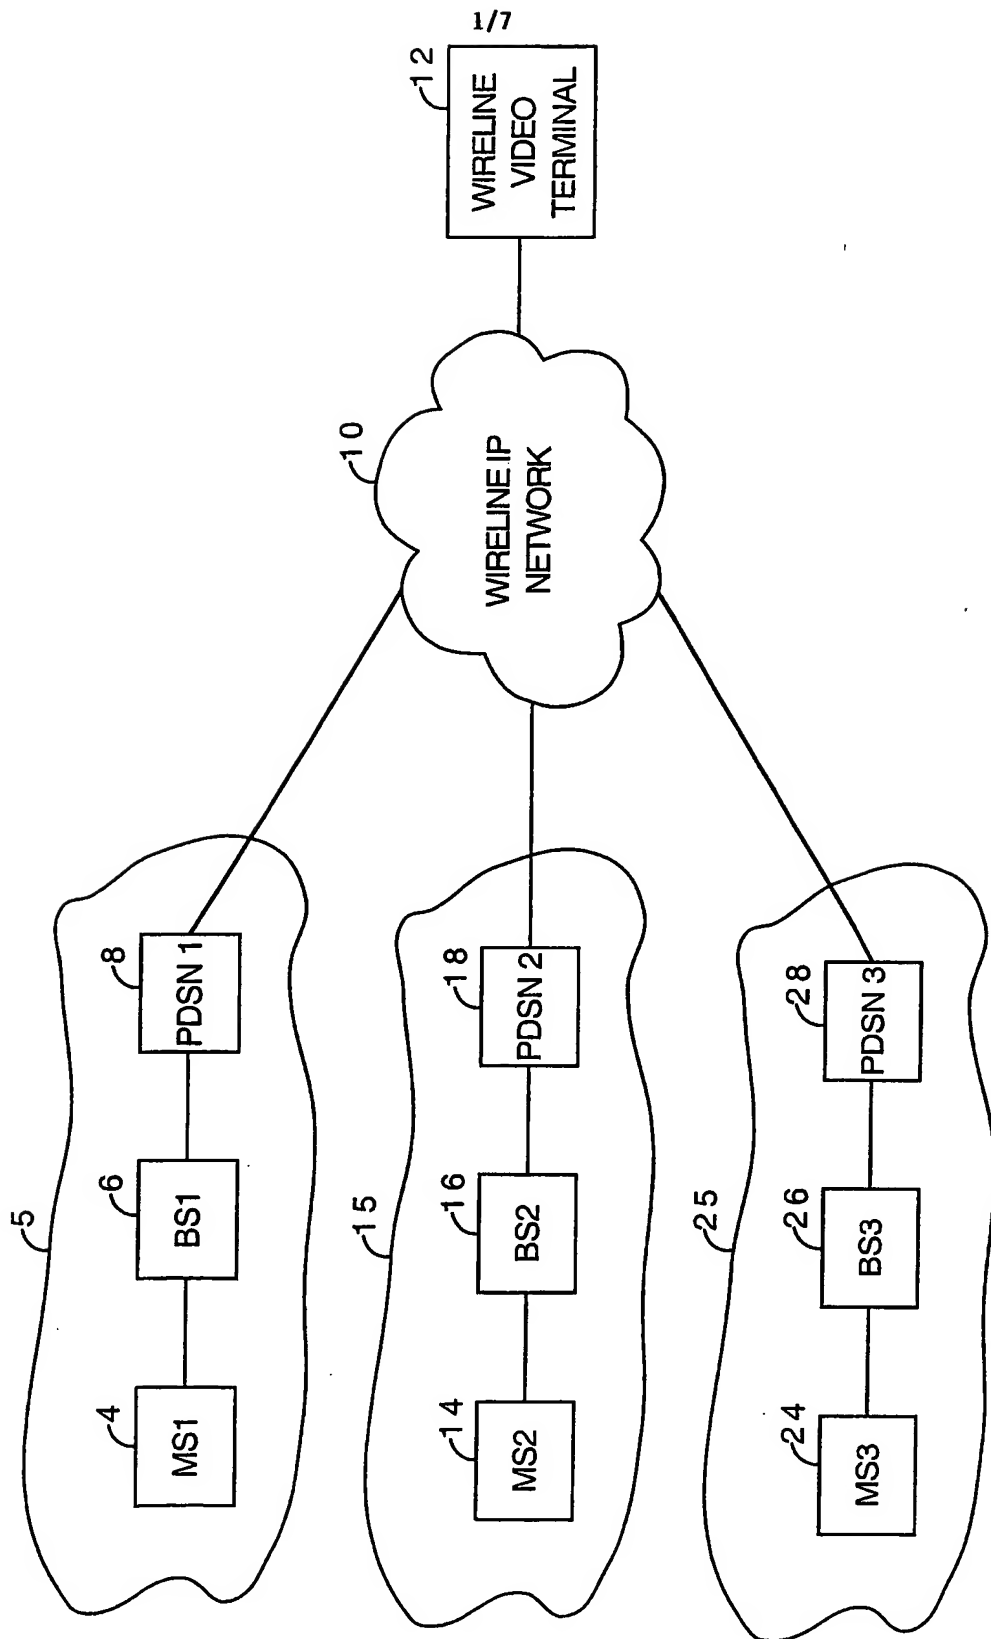 1/7
5
4
MS1
6
BS1
8
PDSN 1
15
14
MS2
16
BS2
18
PDSN 2
25
24
MS3
26
BS3
28
PDSN 3
10
WIRELINE IP
NETWORK
12
WIRELINE
VIDEO
TERMINAL